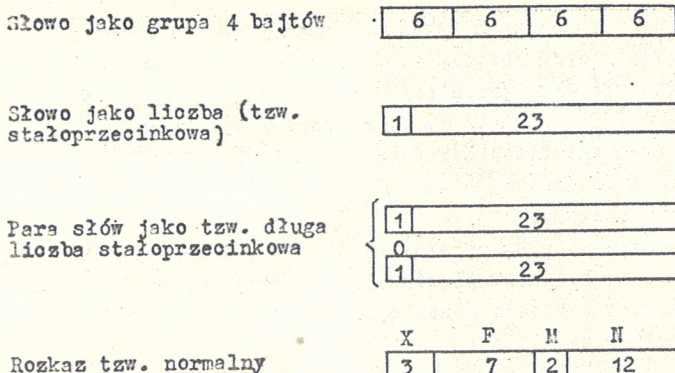 Słowo jako grupa 4 bajtów
6 6 6 6
Słowo jako liczba (tzw.
stałoprzecinkowa)
1 23
Para słów jako tzw. długa
liczba stałoprzecinkowa
1 23
0
1 23
X F M N
Rozkaz tzw. normalny
3 7 2 12